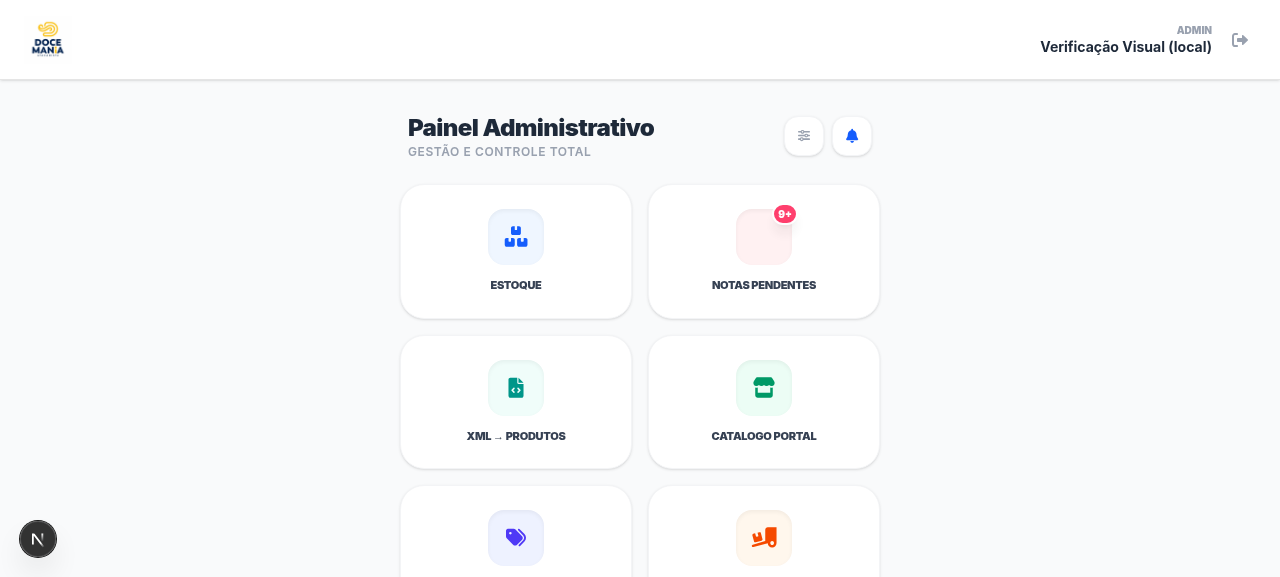 DOCE
MANIA
ADMIN
Verificação Visual (local)
Painel Administrativo
GESTÃO E CONTROLE TOTAL
9+
ESTOQUE
NOTAS PENDENTES
XML → PRODUTOS
CATALOGO PORTAL
N